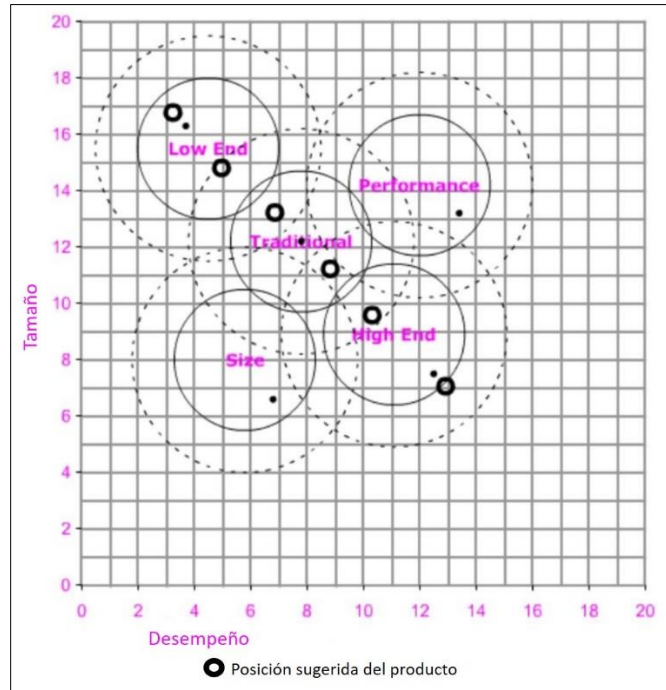 20
18
16
14
12
10
8
6
4
2
0
Tamaño
Low End
Performance
Traditional
High End
Size
0 2 4 6 8 10 12 14 16 18 20
Desempeño
Posición sugerida del producto